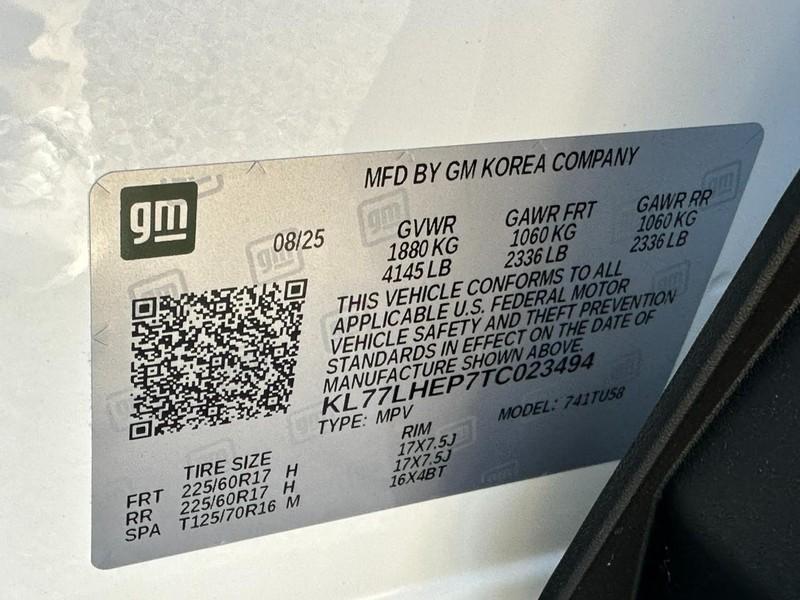 MFD BY GM KOREA COMPANY
gm
08/25
GVWR GAWR FRT GAWR RR
1880 KG 1060 KG 1060 KG
4145 LB 2336 LB 2336 LB
THIS VEHICLE CONFORMS TO ALL
APPLICABLE U.S. FEDERAL MOTOR
VEHICLE SAFETY AND THEFT PREVENTION
STANDARDS IN EFFECT ON THE DATE OF
MANUFACTURE SHOWN ABOVE.
KL77LHEP7TC023494
TYPE: MPV MODEL: 741TU58
TIRE SIZE RIM
FRT 225/60R17 H 17X7.5J
RR 225/60R17 H 17X7.5J
SPA T125/70R16 M 16X4BT